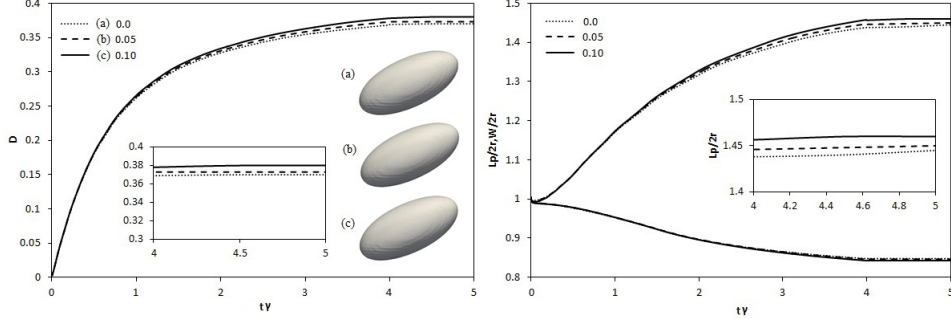 0.4
0.35
0.3
0.25
0.2
0.15
0.1
0.05
0
D
(a) 0.0
(b) 0.05
(c) 0.10
(a)
(b)
(c)
0.4
0.38
0.36
0.34
0.32
0.3
4 4.5 5
0 1 2 3 4 5
tγ
1.5
1.4
1.3
1.2
1.1
1
0.9
0.8
Lp/2r,W/2r
0.0
0.05
0.10
1.5
1.45
1.4
Lp/2r
4 4.2 4.4 4.6 4.8 5
0 1 2 3 4 5
tγ